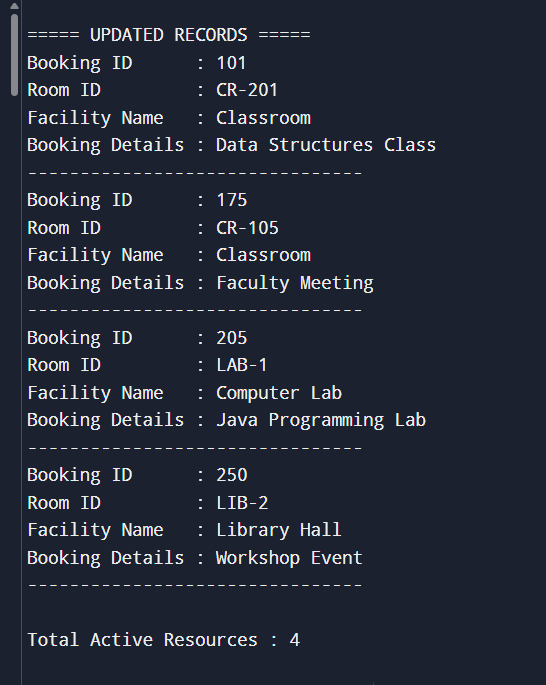 ===== UPDATED RECORDS =====
Booking ID      : 101
Room ID         : CR-201
Facility Name   : Classroom
Booking Details : Data Structures Class
--------------------------------
Booking ID      : 175
Room ID         : CR-105
Facility Name   : Classroom
Booking Details : Faculty Meeting
--------------------------------
Booking ID      : 205
Room ID         : LAB-1
Facility Name   : Computer Lab
Booking Details : Java Programming Lab
--------------------------------
Booking ID      : 250
Room ID         : LIB-2
Facility Name   : Library Hall
Booking Details : Workshop Event
--------------------------------
Total Active Resources : 4